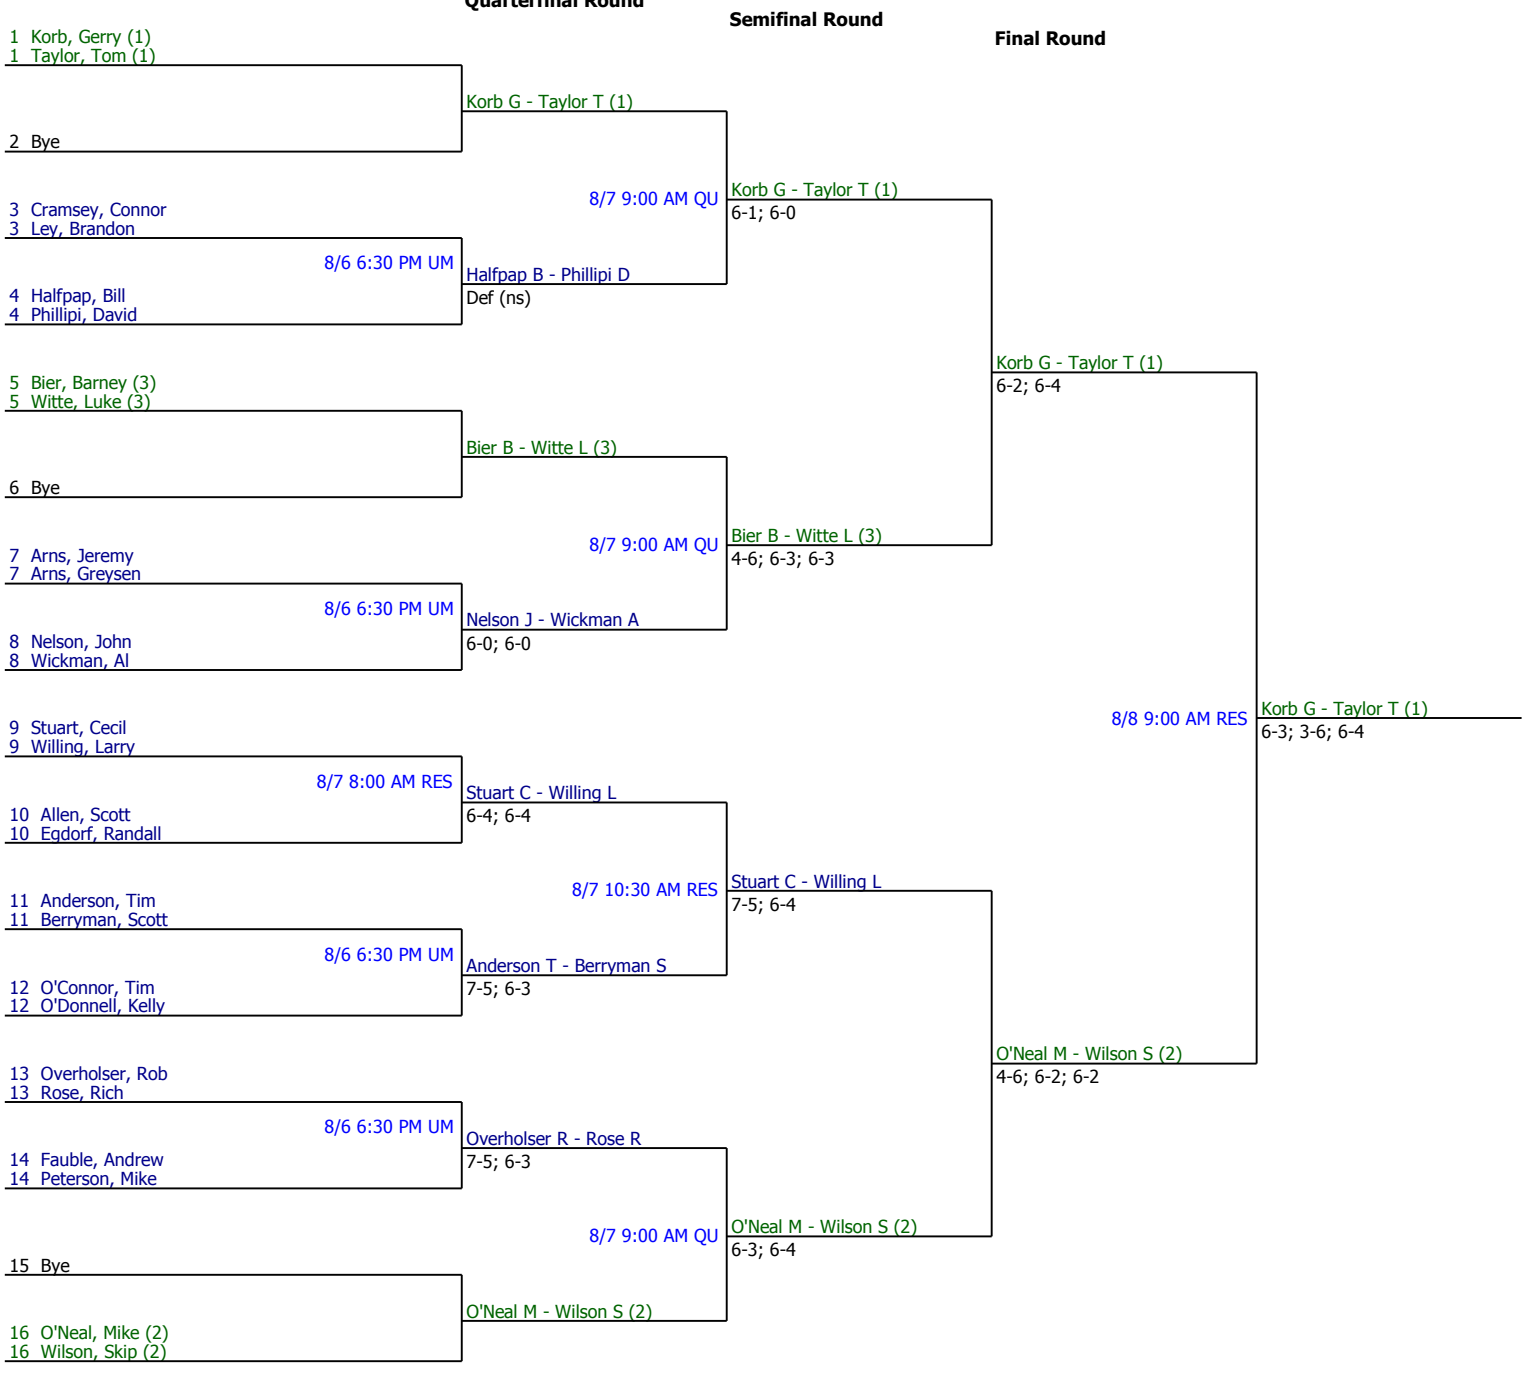 Quarterfinal Round
Semifinal Round
Final Round
1 Korb, Gerry (1)
1 Taylor, Tom (1)
Korb G - Taylor T (1)
2 Bye
8/7 9:00 AM QU
Korb G - Taylor T (1)
6-1; 6-0
3 Cramsey, Connor
3 Ley, Brandon
8/6 6:30 PM UM
Halfpap B - Phillipi D
Def (ns)
4 Halfpap, Bill
4 Phillipi, David
Korb G - Taylor T (1)
6-2; 6-4
5 Bier, Barney (3)
5 Witte, Luke (3)
Bier B - Witte L (3)
6 Bye
8/7 9:00 AM QU
Bier B - Witte L (3)
4-6; 6-3; 6-3
7 Arns, Jeremy
7 Arns, Greysen
8/6 6:30 PM UM
Nelson J - Wickman A
6-0; 6-0
8 Nelson, John
8 Wickman, Al
8/8 9:00 AM RES
Korb G - Taylor T (1)
6-3; 3-6; 6-4
9 Stuart, Cecil
9 Willing, Larry
8/7 8:00 AM RES
Stuart C - Willing L
6-4; 6-4
10 Allen, Scott
10 Egdorf, Randall
8/7 10:30 AM RES
Stuart C - Willing L
7-5; 6-4
11 Anderson, Tim
11 Berryman, Scott
8/6 6:30 PM UM
Anderson T - Berryman S
7-5; 6-3
12 O'Connor, Tim
12 O'Donnell, Kelly
O'Neal M - Wilson S (2)
4-6; 6-2; 6-2
13 Overholser, Rob
13 Rose, Rich
8/6 6:30 PM UM
Overholser R - Rose R
7-5; 6-3
14 Fauble, Andrew
14 Peterson, Mike
8/7 9:00 AM QU
O'Neal M - Wilson S (2)
6-3; 6-4
15 Bye
O'Neal M - Wilson S (2)
16 O'Neal, Mike (2)
16 Wilson, Skip (2)